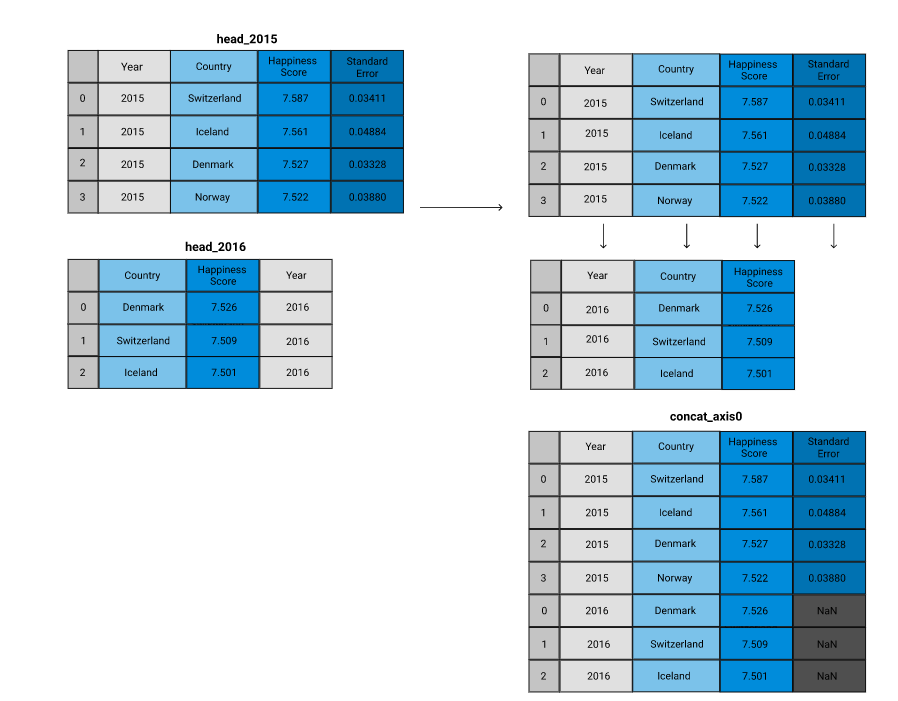 head_2015
Year Country Happiness Score Standard Error
0 2015 Switzerland 7.587 0.03411
1 2015 Iceland 7.561 0.04884
2 2015 Denmark 7.527 0.03328
3 2015 Norway 7.522 0.03880
head_2016
Country Happiness Score Year
0 Denmark 7.526 2016
1 Switzerland 7.509 2016
2 Iceland 7.501 2016
Year Country Happiness Score Standard Error
0 2015 Switzerland 7.587 0.03411
1 2015 Iceland 7.561 0.04884
2 2015 Denmark 7.527 0.03328
3 2015 Norway 7.522 0.03880
Year Country Happiness Score
0 2016 Denmark 7.526
1 2016 Switzerland 7.509
2 2016 Iceland 7.501
concat_axis0
Year Country Happiness Score Standard Error
0 2015 Switzerland 7.587 0.03411
1 2015 Iceland 7.561 0.04884
2 2015 Denmark 7.527 0.03328
3 2015 Norway 7.522 0.03880
0 2016 Denmark 7.526 NaN
1 2016 Switzerland 7.509 NaN
2 2016 Iceland 7.501 NaN